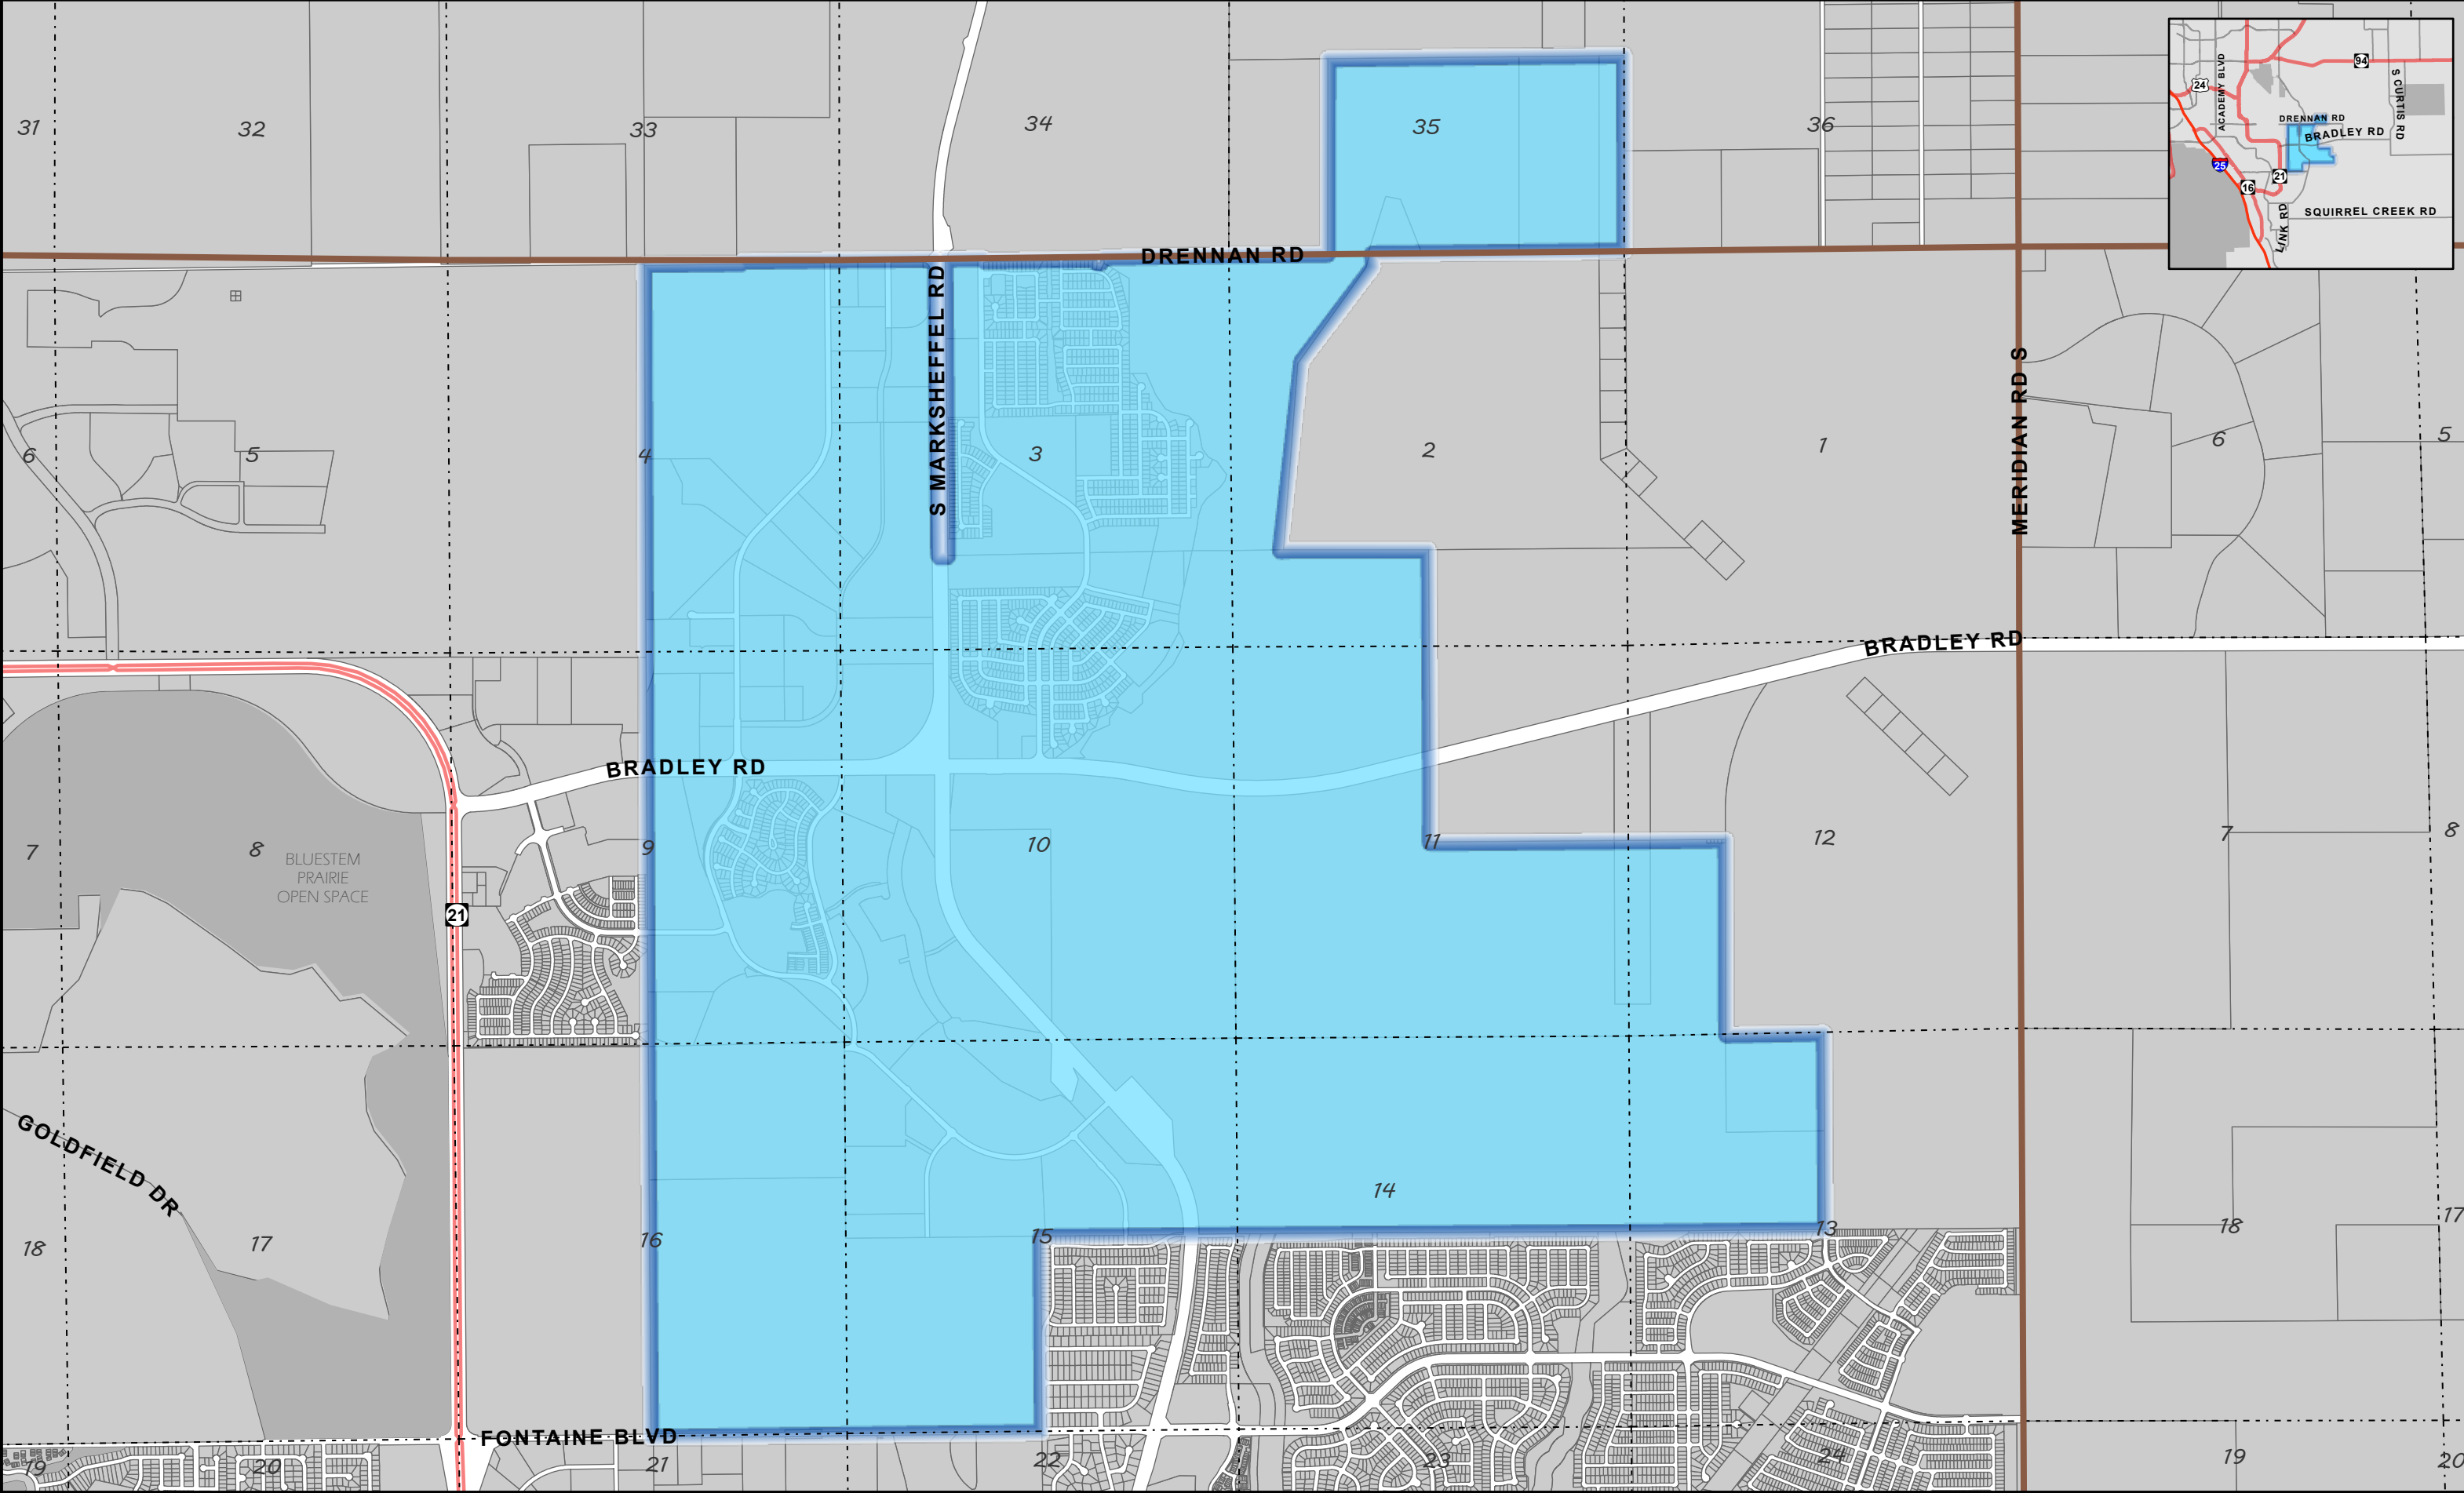 31
32
33
34
35
36
DRENNAN RD
S MARKSHEFFEL RD
MERIDIAN RD S
6
5
4
3
2
1
6
5
BRADLEY RD
BRADLEY RD
7
8
BLUESTEM
PRAIRIE
OPEN SPACE
21
9
10
11
12
7
8
GOLDFIELD DR
18
17
16
15
14
13
18
17
FONTAINE BLVD
19
20
21
22
23
24
19
20
ACADEMY BLVD
24
94
S CURTIS RD
DRENNAN RD
BRADLEY RD
25
16
21
LINK RD
SQUIRREL CREEK RD